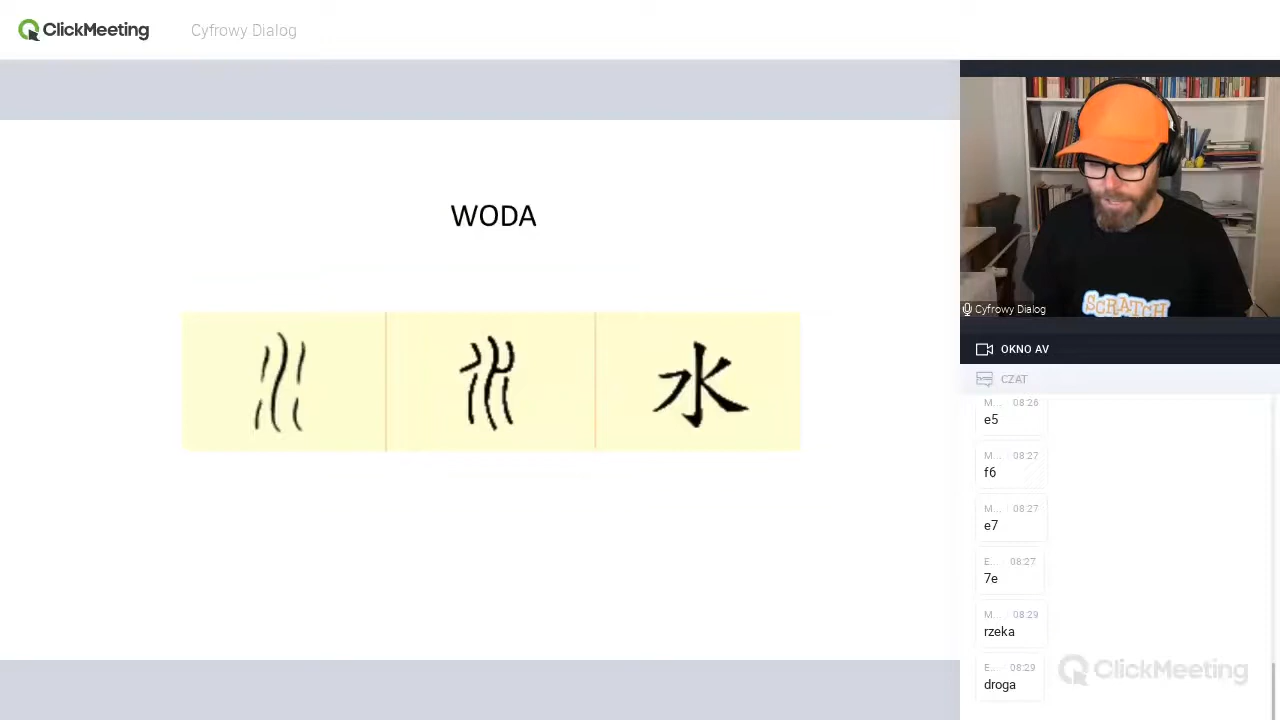 ClickMeeting
Cyfrowy Dialog
WODA
水
SCRATCH
Cyfrowy Dialog
OKNO AV
CZAT
M... 08:26
e5
M... 08:27
f6
M... 08:27
e7
E... 08:27
7e
M... 08:29
rzeka
E... 08:29
droga
ClickMeeting